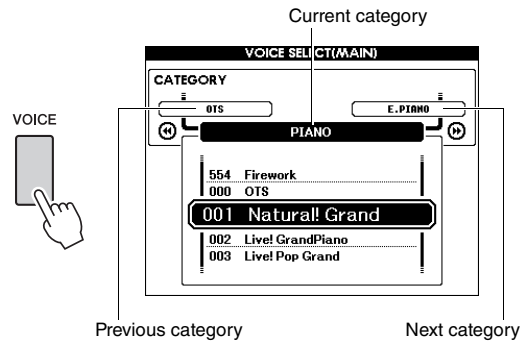 Current category
VOICE SELECT(MAIN)
CATEGORY
OTS
E.PIANO
VOICE
PIANO
554 Firework
000 OTS
001 Natural! Grand
002 Live! GrandPiano
003 Live! Pop Grand
Previous category
Next category